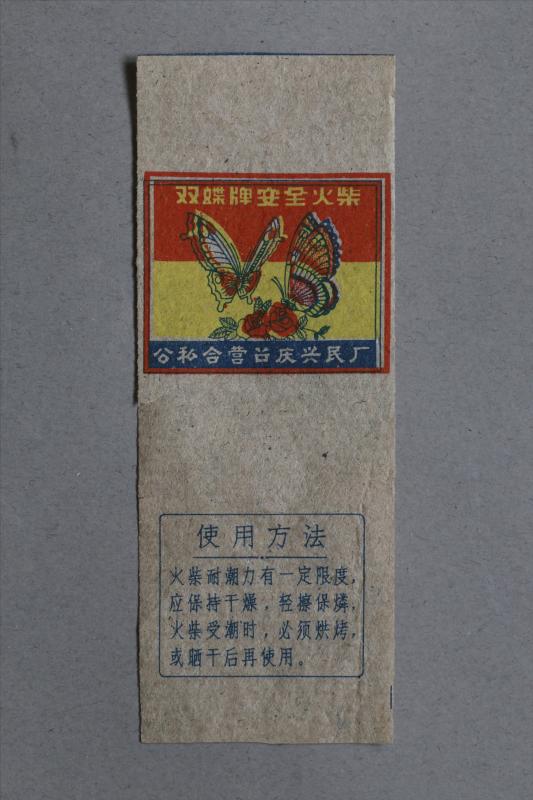 双蝶牌安全火柴
公私合营吕庆兴民厂
使用方法
火柴耐潮力有一定限度，
应保持干燥，轻擦保燐，
火柴受潮时，必须烘烤，
或晒干后再使用。